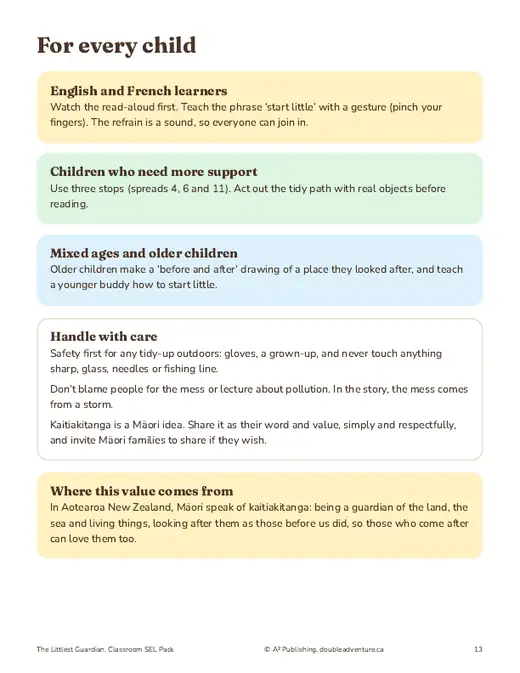 For every child
English and French learners
Watch the read-aloud first. Teach the phrase ‘start little’ with a gesture (pinch your
fingers). The refrain is a sound, so everyone can join in.
Children who need more support
Use three stops (spreads 4, 6 and 11). Act out the tidy path with real objects before
reading.
Mixed ages and older children
Older children make a ‘before and after’ drawing of a place they looked after, and teach
a younger buddy how to start little.
Handle with care
Safety first for any tidy-up outdoors: gloves, a grown-up, and never touch anything
sharp, glass, needles or fishing line.
Don’t blame people for the mess or lecture about pollution. In the story, the mess comes
from a storm.
Kaitiakitanga is a Māori idea. Share it as their word and value, simply and respectfully,
and invite Māori families to share if they wish.
Where this value comes from
In Aotearoa New Zealand, Māori speak of kaitiakitanga: being a guardian of the land, the
sea and living things, looking after them as those before us did, so those who come after
can love them too.
The Littlest Guardian. Classroom SEL Pack © A² Publishing, doubleadventure.ca 13